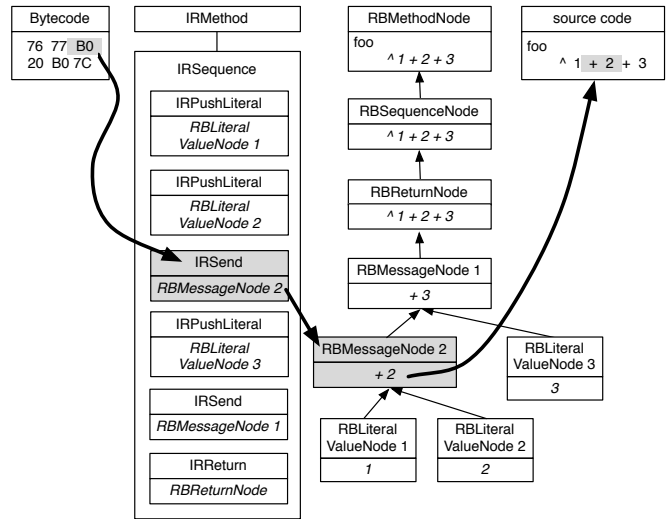 Bytecode
76 77 B0
20 B0 7C
IRMethod
IRSequence
IRPushLiteral
RBLiteral
ValueNode 1
IRPushLiteral
RBLiteral
ValueNode 2
IRSend
RBMessageNode 2
IRPushLiteral
RBLiteral
ValueNode 3
IRSend
RBMessageNode 1
IRReturn
RBReturnNode
RBMethodNode
foo
^ 1 + 2 + 3
RBSequenceNode
^ 1 + 2 + 3
RBReturnNode
^ 1 + 2 + 3
RBMessageNode 1
+ 3
RBMessageNode 2
+ 2
RBLiteral
ValueNode 3
3
RBLiteral
ValueNode 1
1
RBLiteral
ValueNode 2
2
source code
foo
^ 1 + 2 + 3